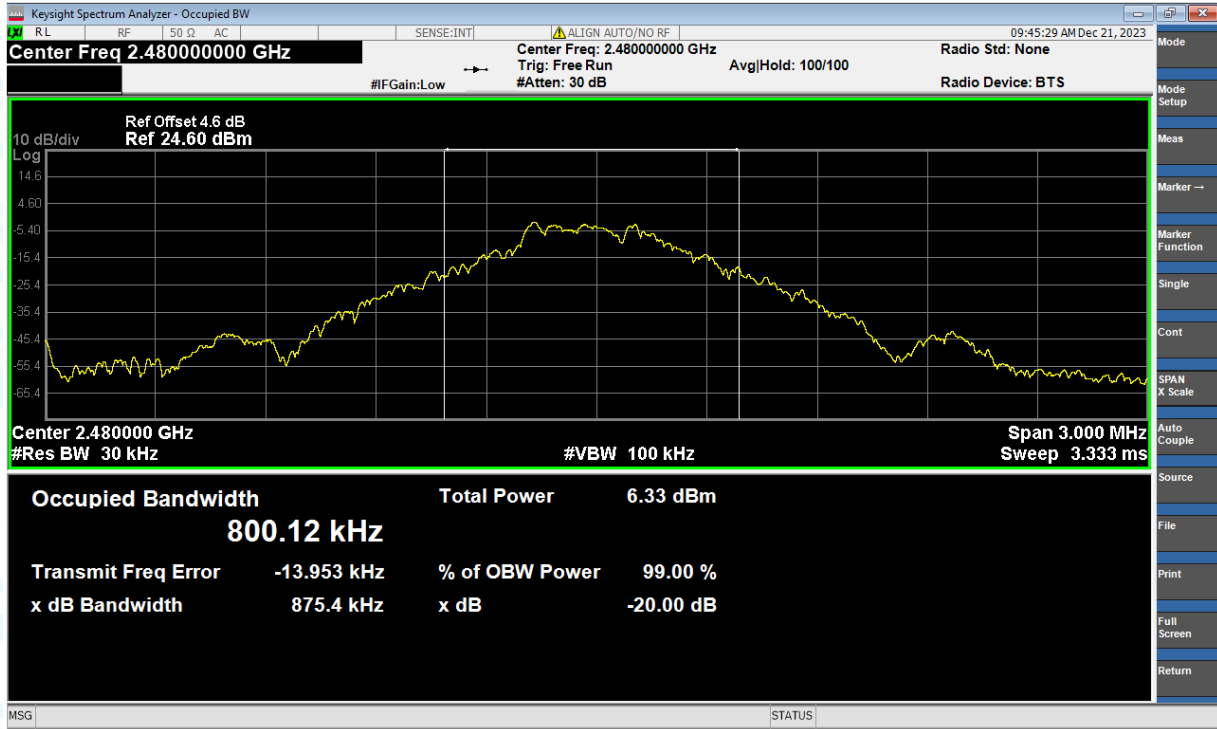 Keysight Spectrum Analyzer - Occupied BW
LXI RL RF 50 Ω AC SENSE:INT ALIGN AUTO/NO RF 09:45:29 AM Dec 21, 2023
Center Freq 2.480000000 GHz
Center Freq: 2.480000000 GHz
Radio Std: None
Trig: Free Run Avg|Hold: 100/100
#IFGain:Low #Atten: 30 dB Radio Device: BTS
Ref Offset 4.6 dB
10 dB/div Ref 24.60 dBm
Log
14.6
4.60
-5.40
-15.4
-25.4
-35.4
-45.4
-55.4
-65.4
Center 2.480000 GHz Span 3.000 MHz
#Res BW 30 kHz #VBW 100 kHz Sweep 3.333 ms
Occupied Bandwidth Total Power 6.33 dBm
800.12 kHz
Transmit Freq Error -13.953 kHz % of OBW Power 99.00 %
x dB Bandwidth 875.4 kHz x dB -20.00 dB
MSG STATUS
Mode
Mode
Setup
Meas
Marker →
Marker
Function
Single
Cont
SPAN
X Scale
Auto
Couple
Source
File
Print
Full
Screen
Return